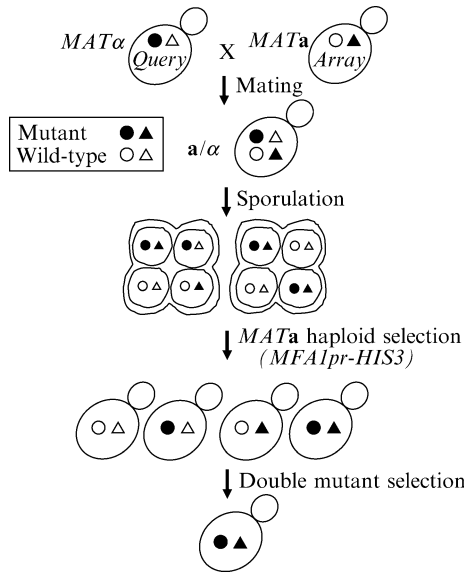 MATα
Query
X
MATa
Array
Mating
Mutant
Wild-type
a/α
Sporulation
MATa haploid selection
(MFA1pr-HIS3)
Double mutant selection